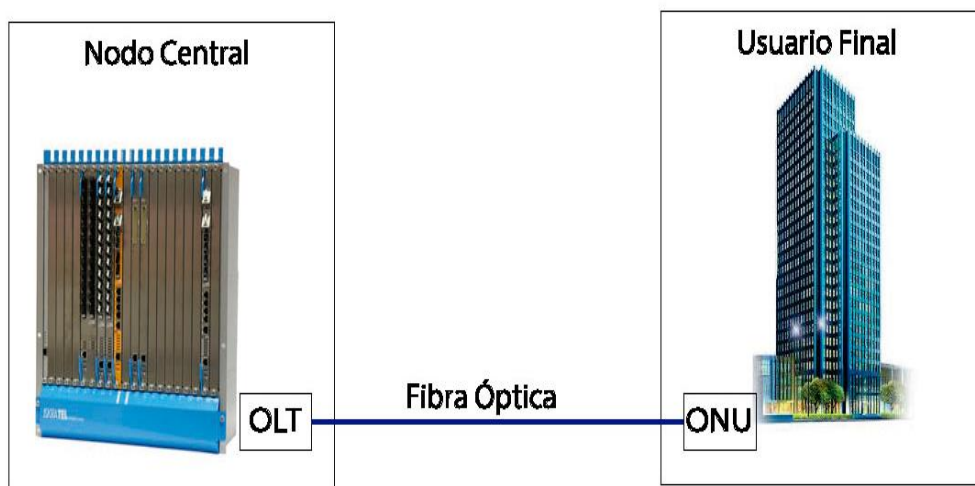 Nodo Central
Usuario Final
OLT
Fibra Óptica
ONU